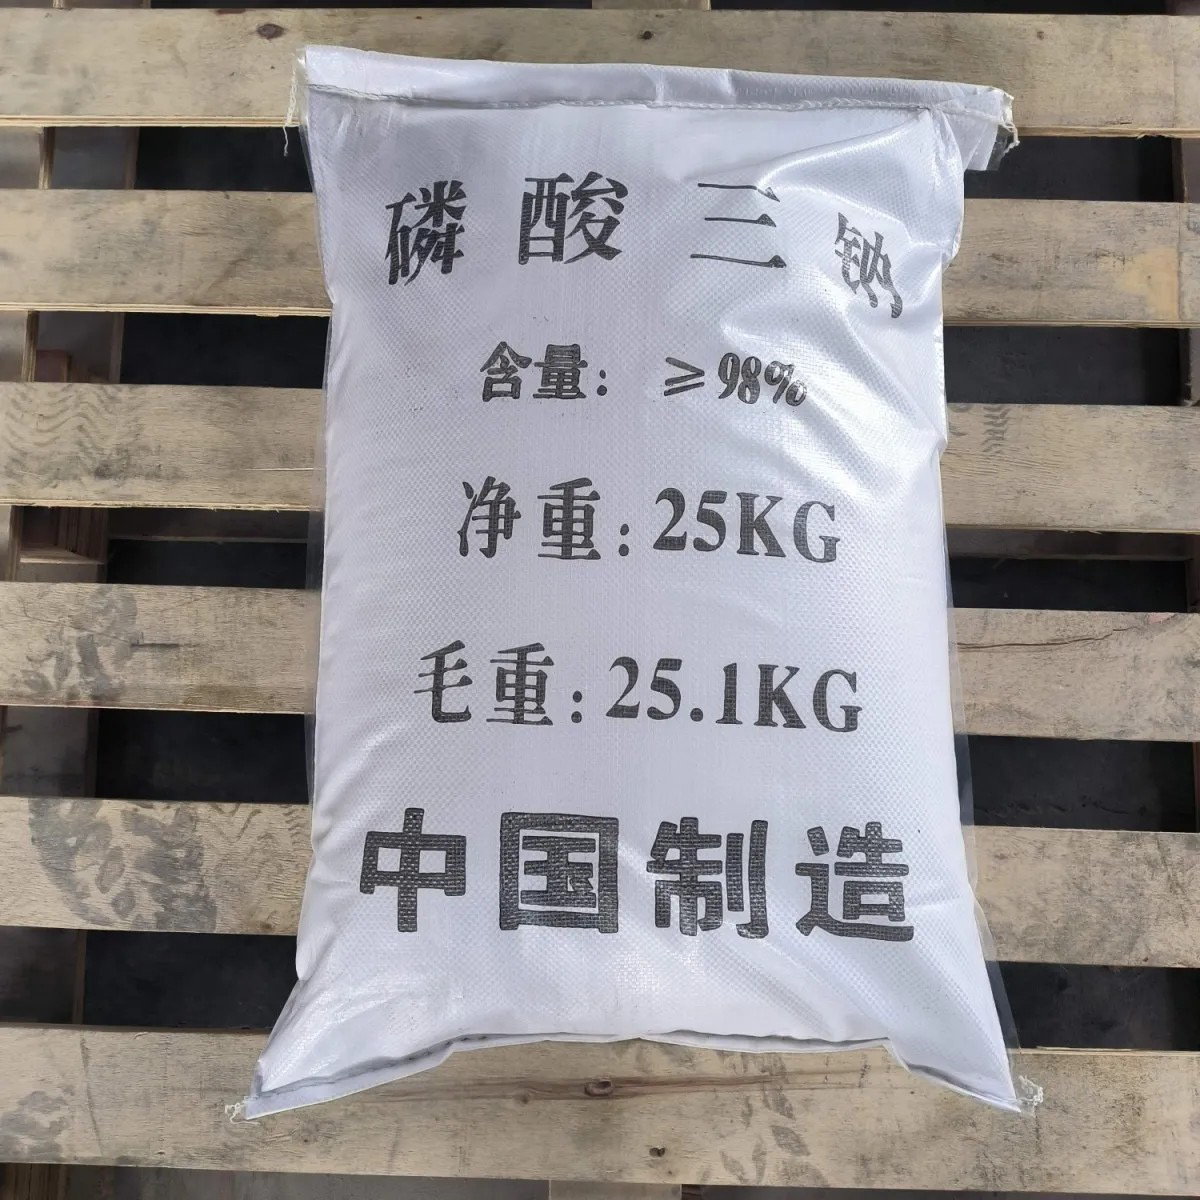 磷酸三钠
含量: ≥98%
净重: 25KG
毛重: 25.1KG
中国制造